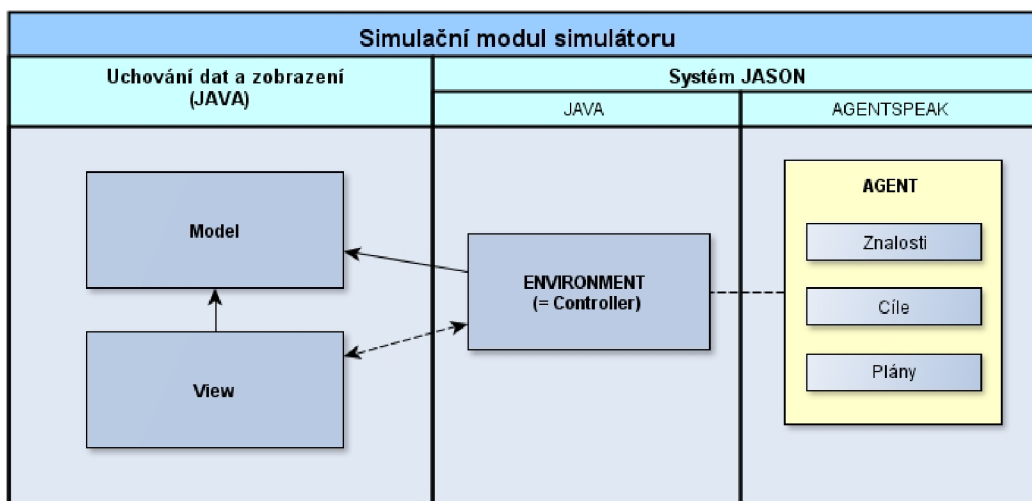 Simulační modul simulátoru
Uchování dat a zobrazení
(JAVA)
Systém JASON
JAVA
AGENTSPEAK
Model
View
ENVIRONMENT
(= Controller)
AGENT
Znalosti
Cíle
Plány